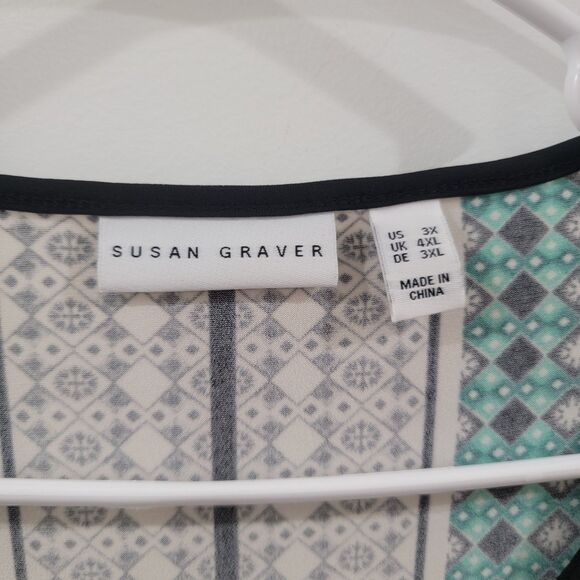 SUSAN GRAVER
US 3X
UK 4XL
DE 3XL
MADE IN
CHINA